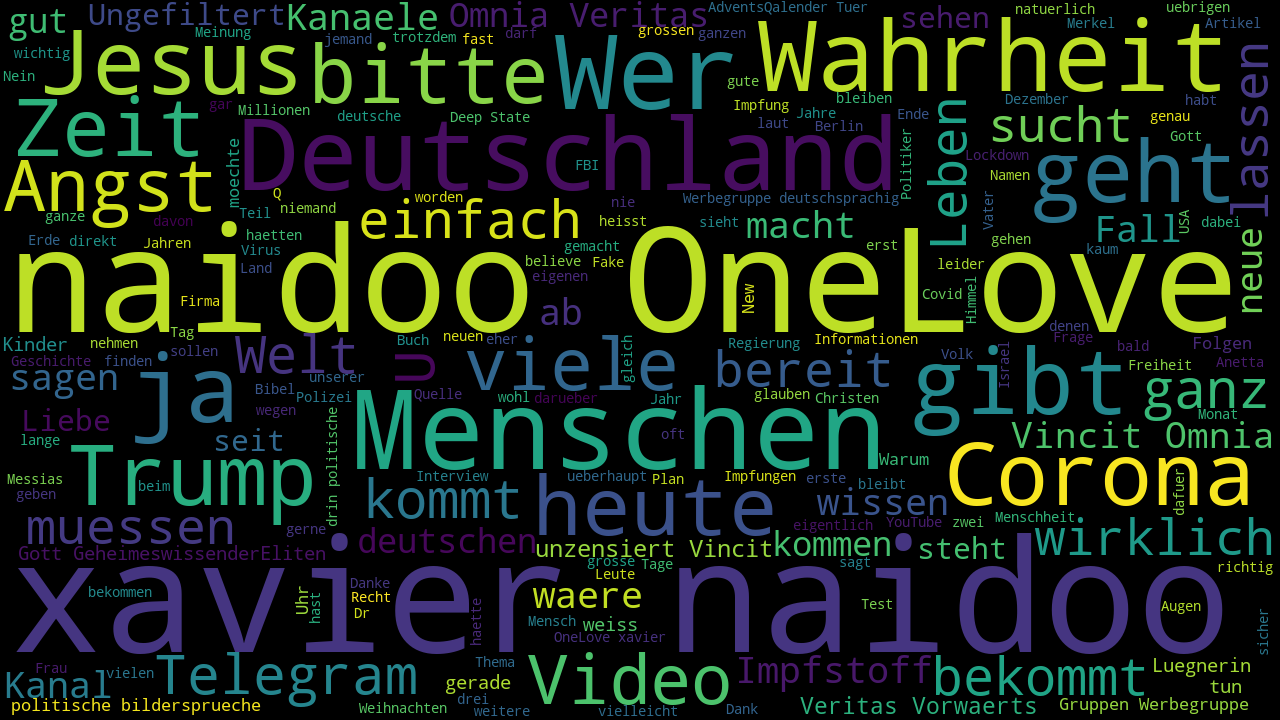 gut Ungefiltert Kanaele Omnia Veritas AdventsQalender Tuer natuerlich uebrigen
wichtig Meinung jemand trotzdem fast darf grossen ganzen sehen Merkel Artikel
Nein Jesus bitte Wer Wahrheit
gar Millionen deutsche Deep State gute Impfung Jahre bleiben Dezember habt genau
Zeit laut Berlin Ende sucht Gott lassen
Deutschland FBI Politiker Leben Lockdown Namen geht
Angst moechte Q worden nie Werbegruppe deutschsprachig Vater
ganze davon Teil niemand einfach heisst sieht macht Fall USA dabei
Erde direkt Jahren haetten Virus gemacht erst gehen kaum neue
naidoo OneLove
Land believe Fake eigenen leider
Firma ab New Covid Himmel
Tag denen
Kinder nehmen Buch neuen eher gleich Regierung Informationen Frage bald Folgen
Geschichte finden sollen Welt U viele bereit Volk Israel gibt Freiheit Anetta
sagen ja Bibel unserer Polizei Quelle wohl darueber Jahr glauben Christen ganz
Liebe wegen Menschen Monat
lange seit drin politische oft Vincit Omnia
Messias Trump Interview ueberhaupt Plan Impfungen Warum erste bleibt Corona
geben beim kommt heute wissen dafuer
muessen gerne eigentlich YouTube zwei Menschheit
Gott GeheimeswissenderEliten deutschen unzensiert Vincit kommen steht wirklich
grosse Tage sagt richtig
xavier naidoo
Leute
bekommen Uhr hast Danke Recht Dr haette waere Test Augen
Mensch weiss
OneLove xavier sicher
Frau vielen Telegram Thema Video Impfstoff bekommt Luegnerin
Kanal gerade tun
drei
politische bildersprueche Weihnachten weitere vielleicht Dank Veritas Vorwaerts Gruppen Werbegruppe